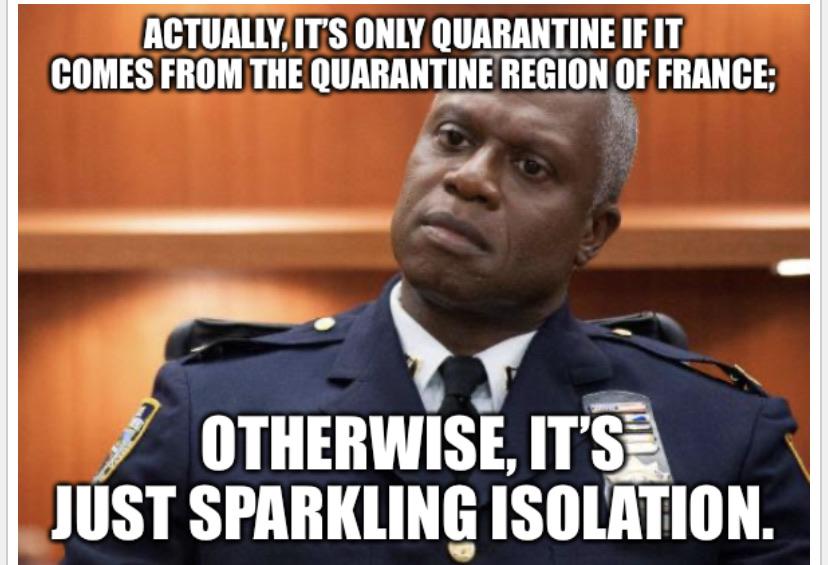 ACTUALLY, IT'S ONLY QUARANTINE IF IT
COMES FROM THE QUARANTINE REGION OF FRANCE;
OTHERWISE, IT'S
JUST SPARKLING ISOLATION.